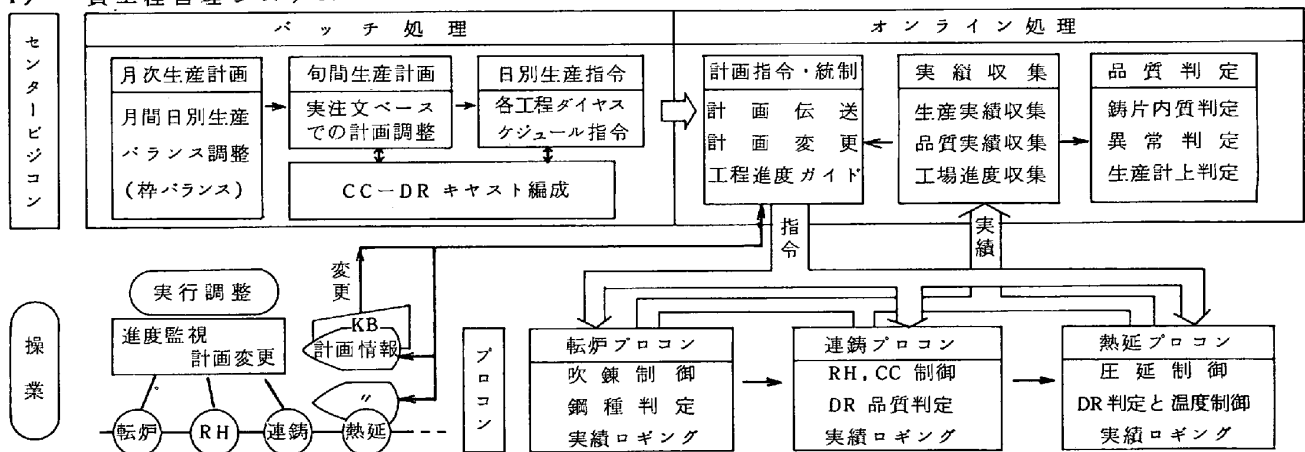 センタービジコン
バッチ処理
オンライン処理
月次生産計画
月間日別生産
バランス調整
(枠バランス)
旬間生産計画
実注文ベース
での計画調整
日別生産指令
各工程ダイヤス
ケジュール指令
CC-DRキャスト編成
計画指令・統制
計画伝送
計画変更
工程進度ガイド
実績収集
生産実績収集
品質実績収集
工場進度収集
品質判定
鋳片内質判定
異常判定
生産計上判定
指令
実績
変更
操業
実行調整
進度監視
計画変更
KB
計画情報
〃
転炉
RH
連鋳
熱延
プロコン
転炉プロコン
吹錬制御
鋼種判定
実績ロギング
連鋳プロコン
RH,CC制御
DR品質判定
実績ロギング
熱延プロコン
圧延制御
DR判定と温度制御
実績ロギング